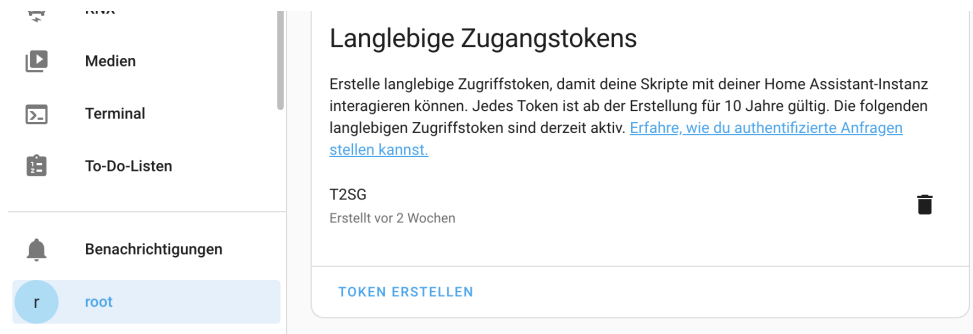 KNX
Medien
Terminal
To-Do-Listen
Benachrichtigungen
r
root
Langlebige Zugangstokens
Erstelle langlebige Zugriffstoken, damit deine Skripte mit deiner Home Assistant-Instanz
interagieren können. Jedes Token ist ab der Erstellung für 10 Jahre gültig. Die folgenden
langlebigen Zugriffstoken sind derzeit aktiv. Erfahre, wie du authentifizierte Anfragen
stellen kannst.
T2SG
Erstellt vor 2 Wochen
TOKEN ERSTELLEN